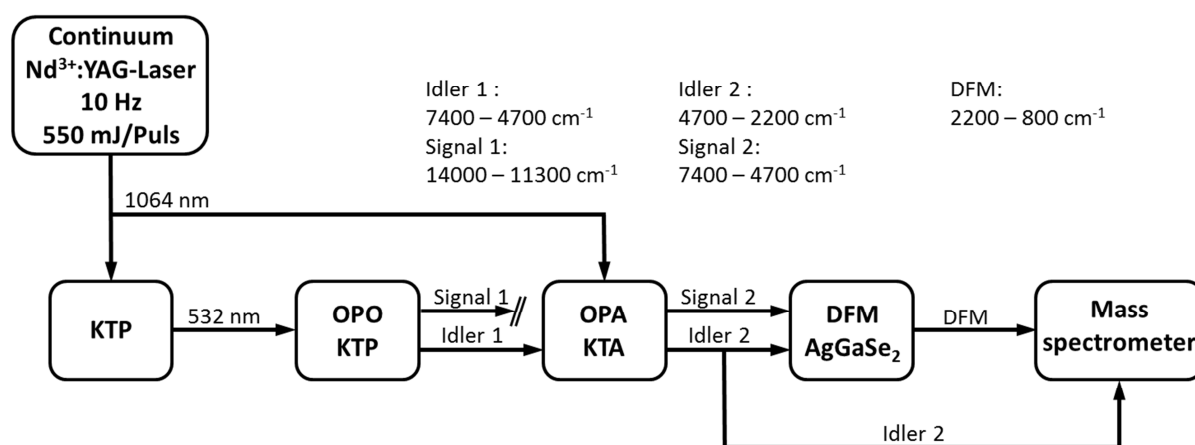 Continuum
Nd³⁺:YAG-Laser
10 Hz
550 mJ/Puls
Idler 1 :
7400 – 4700 cm⁻¹
Signal 1:
14000 – 11300 cm⁻¹
Idler 2 :
4700 – 2200 cm⁻¹
Signal 2:
7400 – 4700 cm⁻¹
DFM:
2200 – 800 cm⁻¹
1064 nm
KTP
532 nm
OPO
KTP
Signal 1
Idler 1
OPA
KTA
Signal 2
Idler 2
DFM
AgGaSe₂
DFM
Mass
spectrometer
Idler 2